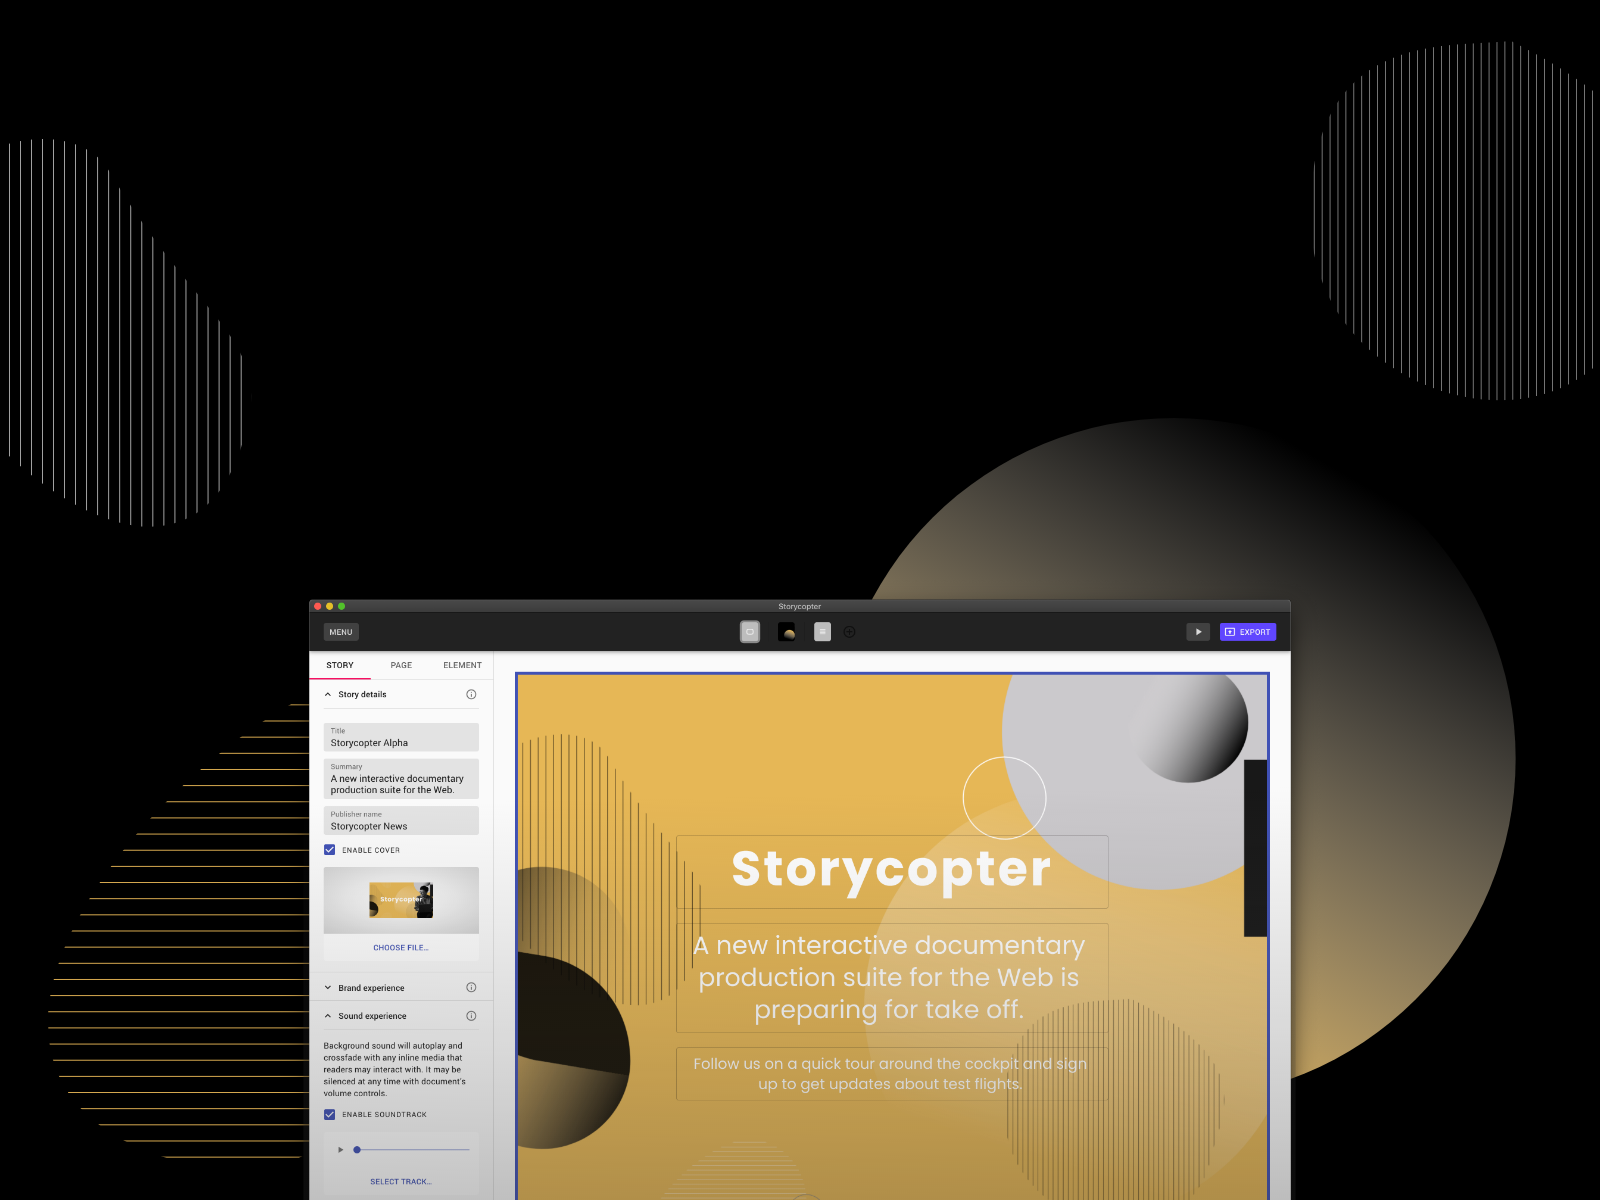 Storycopter
MENU
EXPORT
STORY
PAGE
ELEMENT
Story details
Title
Storycopter Alpha
Summary
A new interactive documentary
production suite for the Web.
Publisher name
Storycopter News
ENABLE COVER
Storycopter
CHOOSE FILE...
Brand experience
Sound experience
Background sound will autoplay and
crossfade with any inline media that
readers may interact with. It may be
silenced at any time with document's
volume controls.
ENABLE SOUNDTRACK
SELECT TRACK...
Storycopter
A new interactive documentary
production suite for the Web is
preparing for take off.
Follow us on a quick tour around the cockpit and sign
up to get updates about test flights.